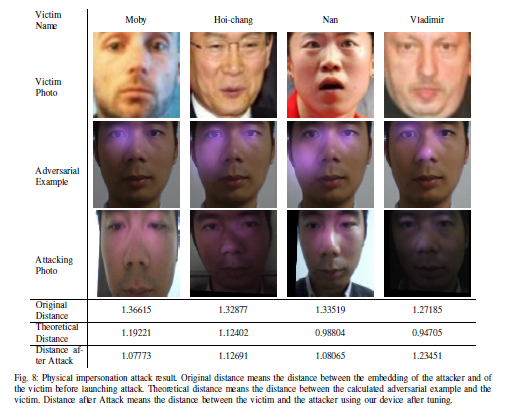 Victim Name Moby Hoi-chang Nan Vladimir
Victim Photo
Adversarial Example
Attacking Photo
Original Distance 1.36615 1.32877 1.33519 1.27185
Theoretical Distance 1.19221 1.12402 0.98804 0.94705
Distance af-ter Attack 1.07773 1.12691 1.08065 1.23451
Fig. 8: Physical impersonation attack result. Original distance means the distance between the embedding of the attacker and of
the victim before launching attack. Theoretical distance means the distance between the calculated adversarial example and the
victim. Distance after Attack means the distance between the victim and the attacker using our device after tuning.